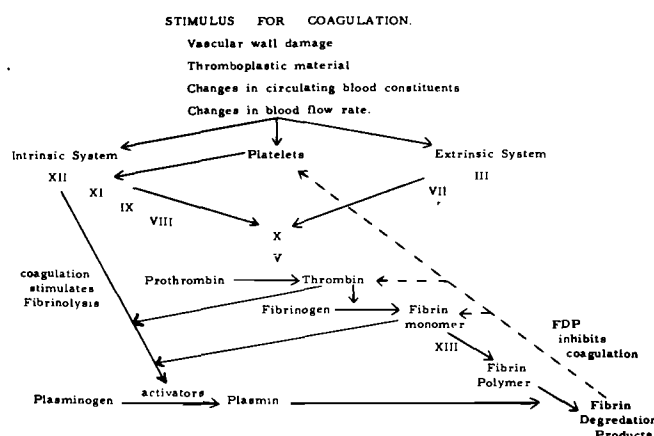 STIMULUS FOR COAGULATION.
Vascular wall damage
Thromboplastic material
Changes in circulating blood constituents
Changes in blood flow rate.
Intrinsic System
Platelets
Extrinsic System
XII
III
XI
VII
IX
VIII
X
V
coagulation
stimulates
Fibrinolysis
Prothrombin
Thrombin
Fibrinogen
Fibrin
monomer
XIII
FDP
inhibits
coagulation
Fibrin
Polymer
activators
Plasminogen
Plasmin
Fibrin
Degredation
Products